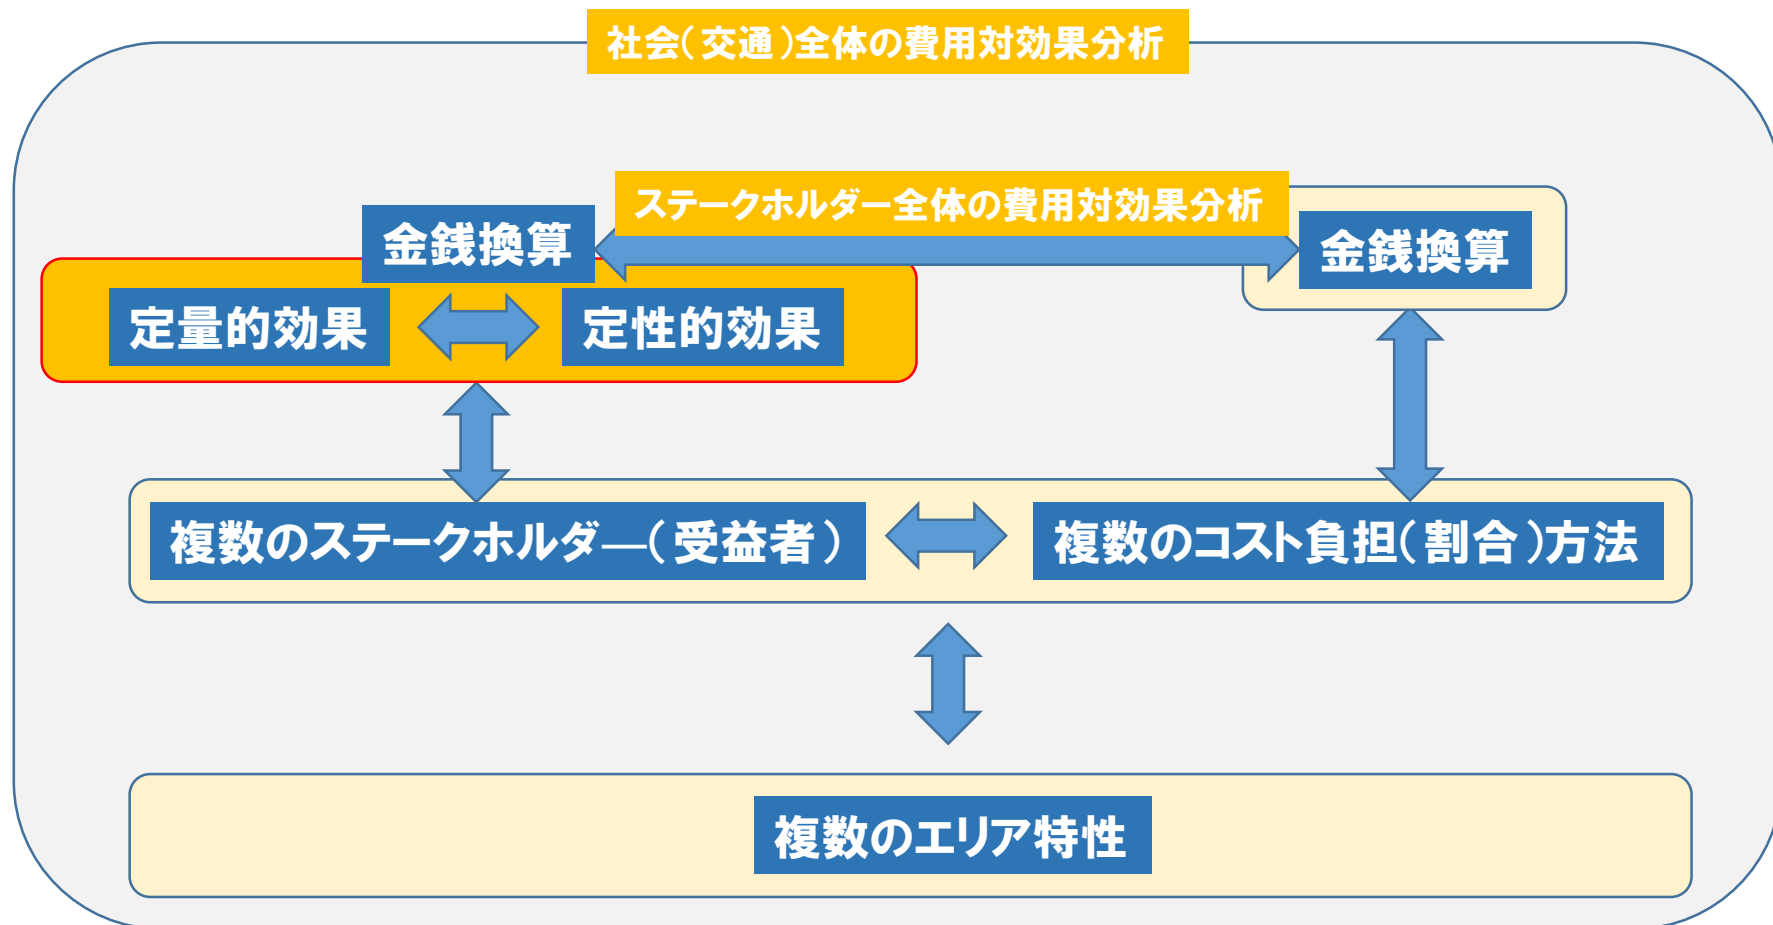 社会（交通）全体の費用対効果分析
ステークホルダー全体の費用対効果分析
金銭換算
金銭換算
定量的効果
定性的効果
複数のステークホルダ―（受益者）
複数のコスト負担（割合）方法
複数のエリア特性